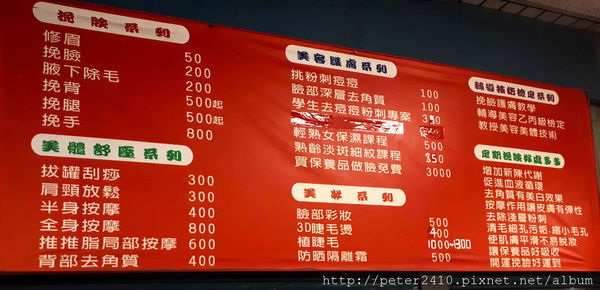 挽臉系列
修眉 50
挽臉 200
腋下除毛 200
挽背 500起
挽腿 500起
挽手 800
美體舒座系列
拔罐刮痧 300
肩頸放鬆 300
半身按摩 400
全身按摩 800
推推脂局部按摩 600
背部去角質 400
美容護膚系列
挑粉刺痘痘 100
臉部深層去角質 100
學生去痘痘粉刺專案 350
輕熟女保濕課程 500
熟齡淡斑細紋課程 850
買保養品做臉免費 3000
美妝系列
臉部彩妝 500
3D睫毛燙 400
植睫毛 1000~1300
防晒隔離霜 500
輔導技術檢定系列
挽臉護膚教學
輔導美容乙丙級檢定
教授美容美體技術
定期挽臉好處多多
增加新陳代謝
促進血液循環
去角質有美白效果
按摩作用讓皮膚有彈性
去除淺層粉刺
清毛細孔污垢.縮小毛孔
使肌膚平滑不易脫妝
讓保養品好吸收
開運挽臉好運到
http://peter2410.pixnet.net/album